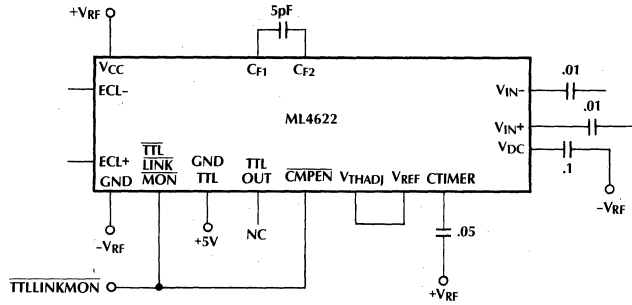 5pF
+VRF
VCC CF1 CF2
ECL– VIN– .01
ML4622
.01
VIN+
ECL+ TTL GND TTL VDC
LINK CMPEN VTHADJ VREF CTIMER .1
GND MON TTL OUT
–VRF
–VRF +5V NC .05
TTLLINKMON
+VRF